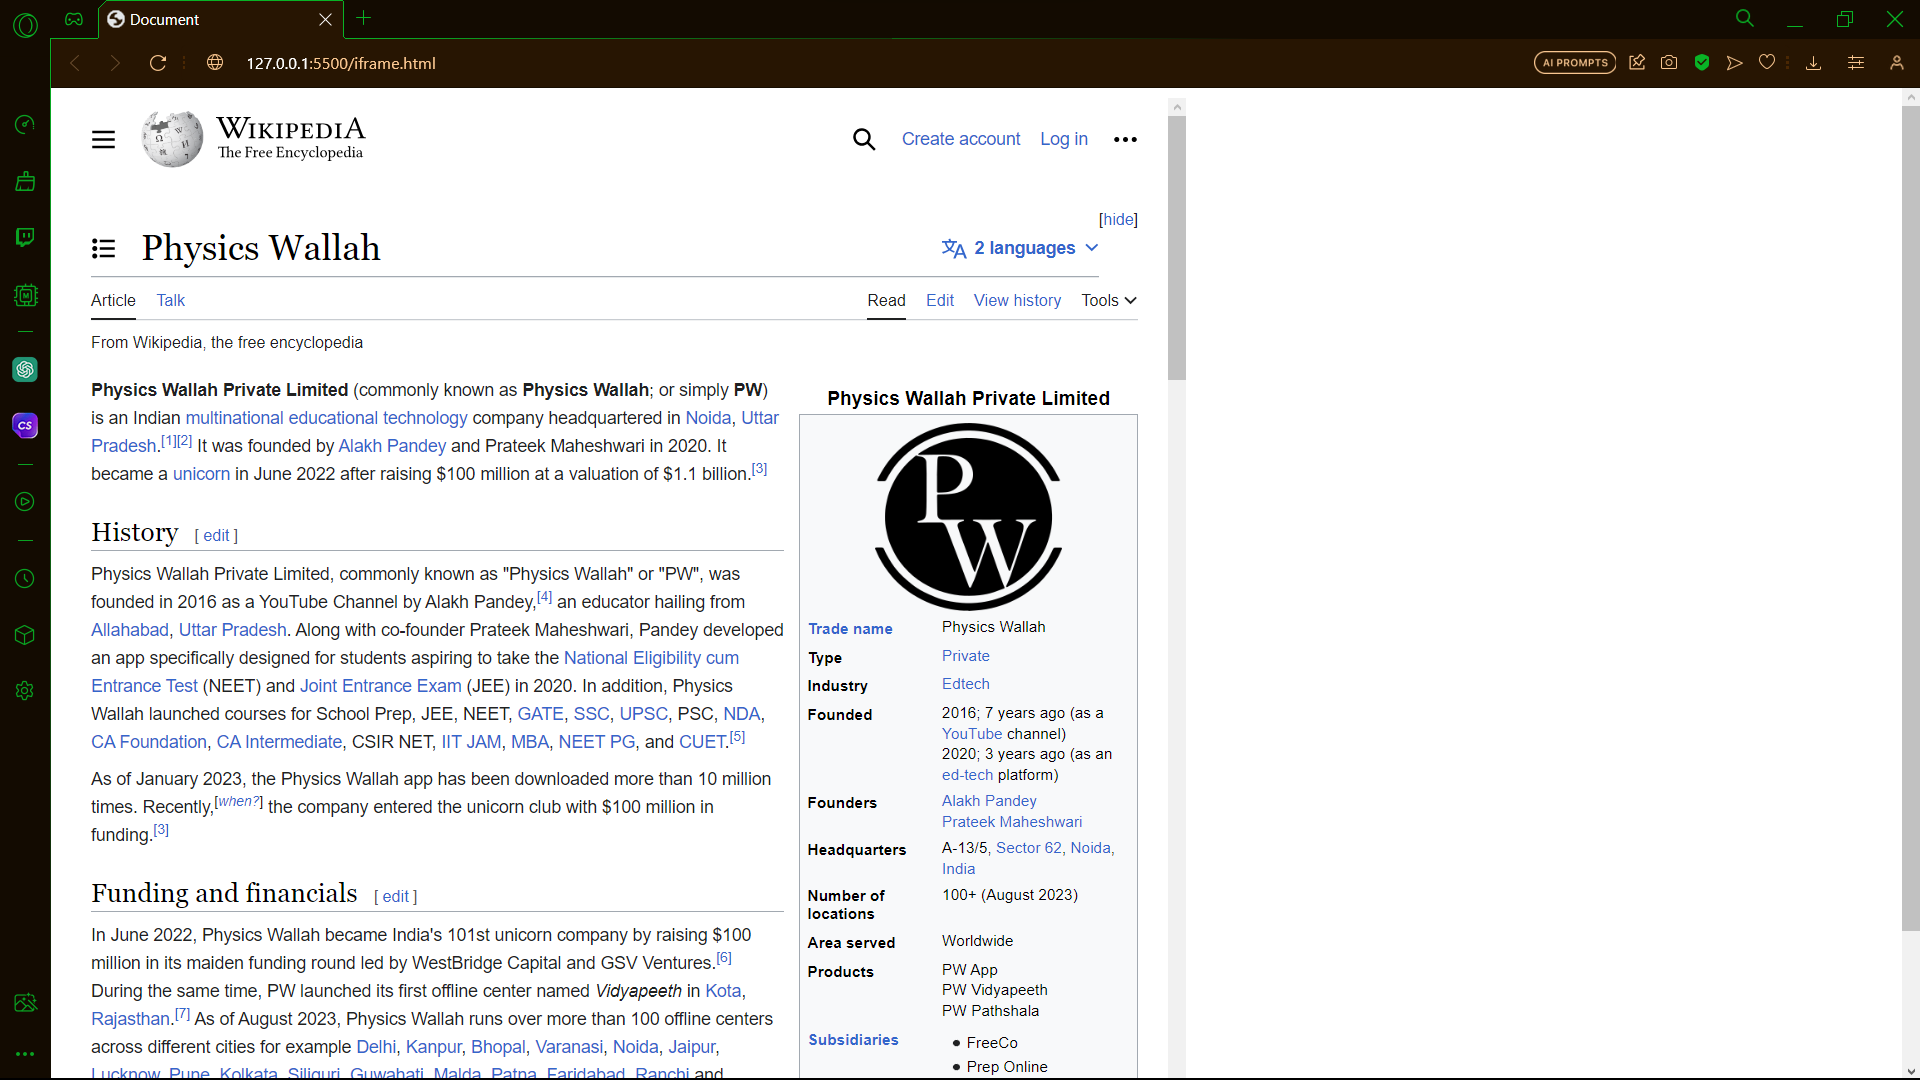 Document
127.0.0.1:5500/iframe.html
AI PROMPTS
WIKIPEDIA
The Free Encyclopedia
Create account
Log in
[hide]
Physics Wallah
2 languages
Article
Talk
Read
Edit
View history
Tools
From Wikipedia, the free encyclopedia
Physics Wallah Private Limited (commonly known as Physics Wallah; or simply PW)
is an Indian multinational educational technology company headquartered in Noida, Uttar
Pradesh.[1][2] It was founded by Alakh Pandey and Prateek Maheshwari in 2020. It
became a unicorn in June 2022 after raising $100 million at a valuation of $1.1 billion.[3]
History [ edit ]
Physics Wallah Private Limited, commonly known as "Physics Wallah" or "PW", was
founded in 2016 as a YouTube Channel by Alakh Pandey,[4] an educator hailing from
Allahabad, Uttar Pradesh. Along with co-founder Prateek Maheshwari, Pandey developed
an app specifically designed for students aspiring to take the National Eligibility cum
Entrance Test (NEET) and Joint Entrance Exam (JEE) in 2020. In addition, Physics
Wallah launched courses for School Prep, JEE, NEET, GATE, SSC, UPSC, PSC, NDA,
CA Foundation, CA Intermediate, CSIR NET, IIT JAM, MBA, NEET PG, and CUET.[5]
As of January 2023, the Physics Wallah app has been downloaded more than 10 million
times. Recently,[when?] the company entered the unicorn club with $100 million in
funding.[3]
Funding and financials [ edit ]
In June 2022, Physics Wallah became India's 101st unicorn company by raising $100
million in its maiden funding round led by WestBridge Capital and GSV Ventures.[6]
During the same time, PW launched its first offline center named Vidyapeeth in Kota,
Rajasthan.[7] As of August 2023, Physics Wallah runs over more than 100 offline centers
across different cities for example Delhi, Kanpur, Bhopal, Varanasi, Noida, Jaipur,
Lucknow, Pune, Kolkata, Siliguri, Guwahati, Malda, Patna, Faridabad, Ranchi and
Physics Wallah Private Limited
P
W
Trade name Physics Wallah
Type Private
Industry Edtech
Founded 2016; 7 years ago (as a
YouTube channel)
2020; 3 years ago (as an
ed-tech platform)
Founders Alakh Pandey
Prateek Maheshwari
Headquarters A-13/5, Sector 62, Noida,
India
Number of locations 100+ (August 2023)
Area served Worldwide
Products PW App
PW Vidyapeeth
PW Pathshala
Subsidiaries
• FreeCo
• Prep Online
M
CS